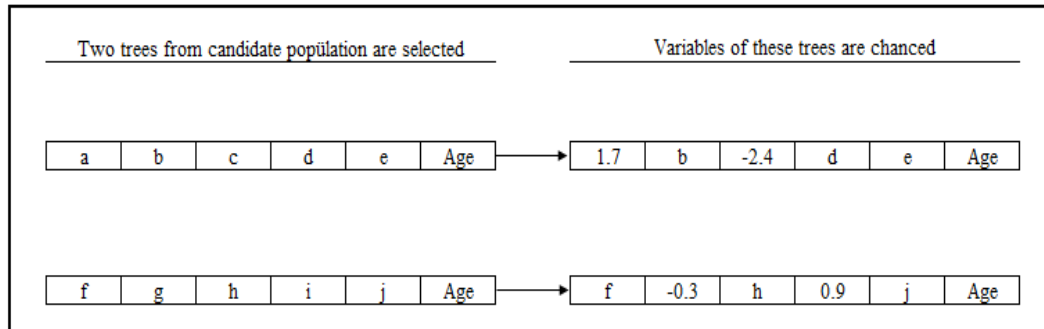 Two trees from candidate popülation are selected
Variables of these trees are chanced
a b c d e Age
1.7 b -2.4 d e Age
f g h i j Age
f -0.3 h 0.9 j Age